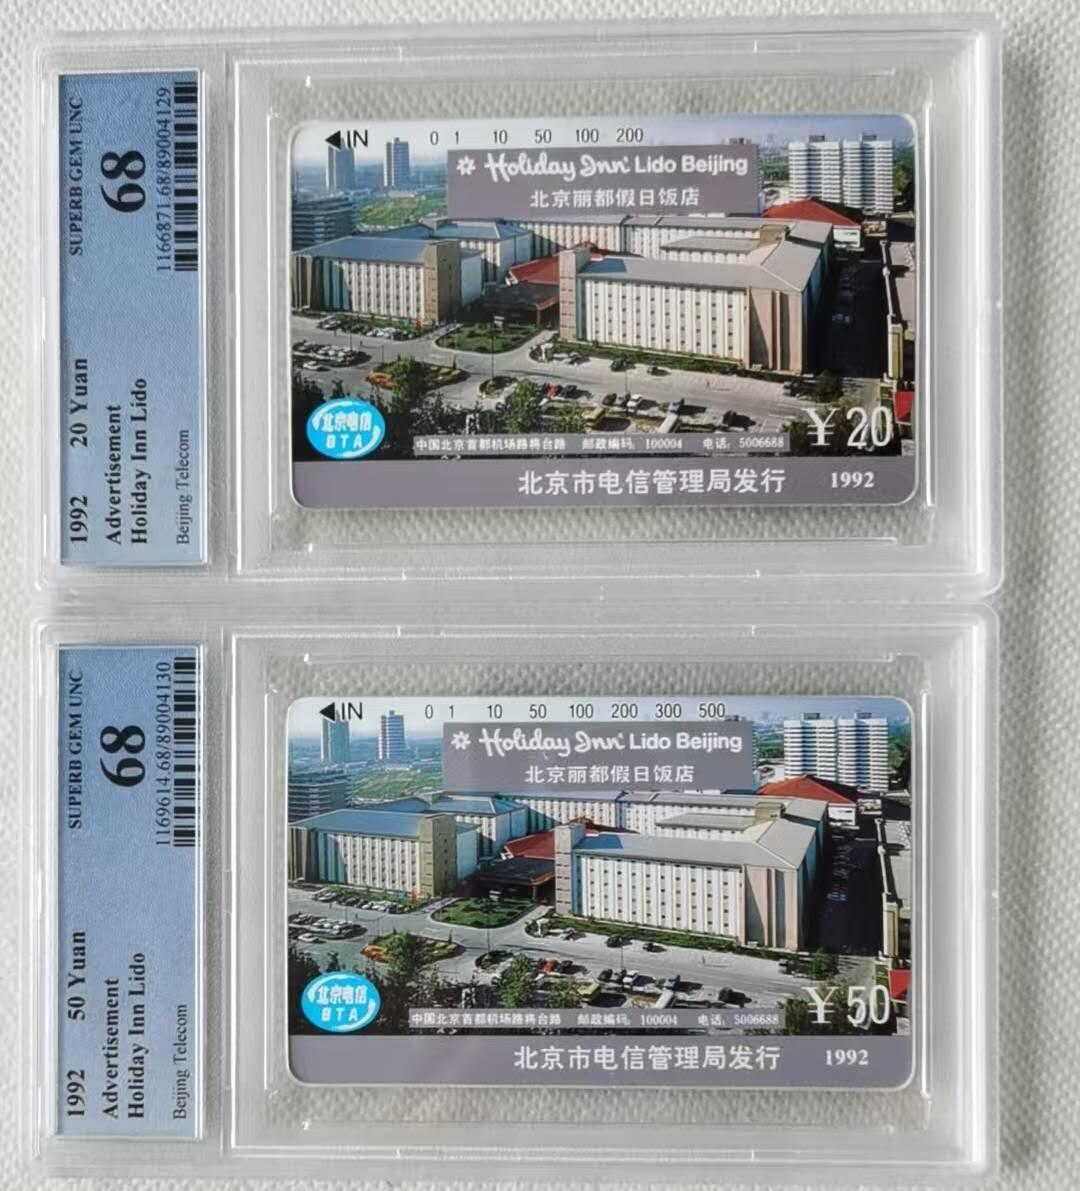 SUPERB GEM UNC
68
1166871.68/89004129
1992 20 Yuan
Advertisement
Holiday Inn Lido
Beijing Telecom
◀IN 0 1 10 50 100 200
Holiday Inn® Lido Beijing
北京丽都假日饭店
北京电信
BTA
中国北京首都机场路将台路 邮政编码: 100004 电话: 5006688
¥20
北京市电信管理局发行 1992
SUPERB GEM UNC
68
1169614.68/89004130
1992 50 Yuan
Advertisement
Holiday Inn Lido
Beijing Telecom
◀IN 0 1 10 50 100 200 300 500
Holiday Inn® Lido Beijing
北京丽都假日饭店
北京电信
BTA
中国北京首都机场路将台路 邮政编码: 100004 电话: 5006688
¥50
北京市电信管理局发行 1992